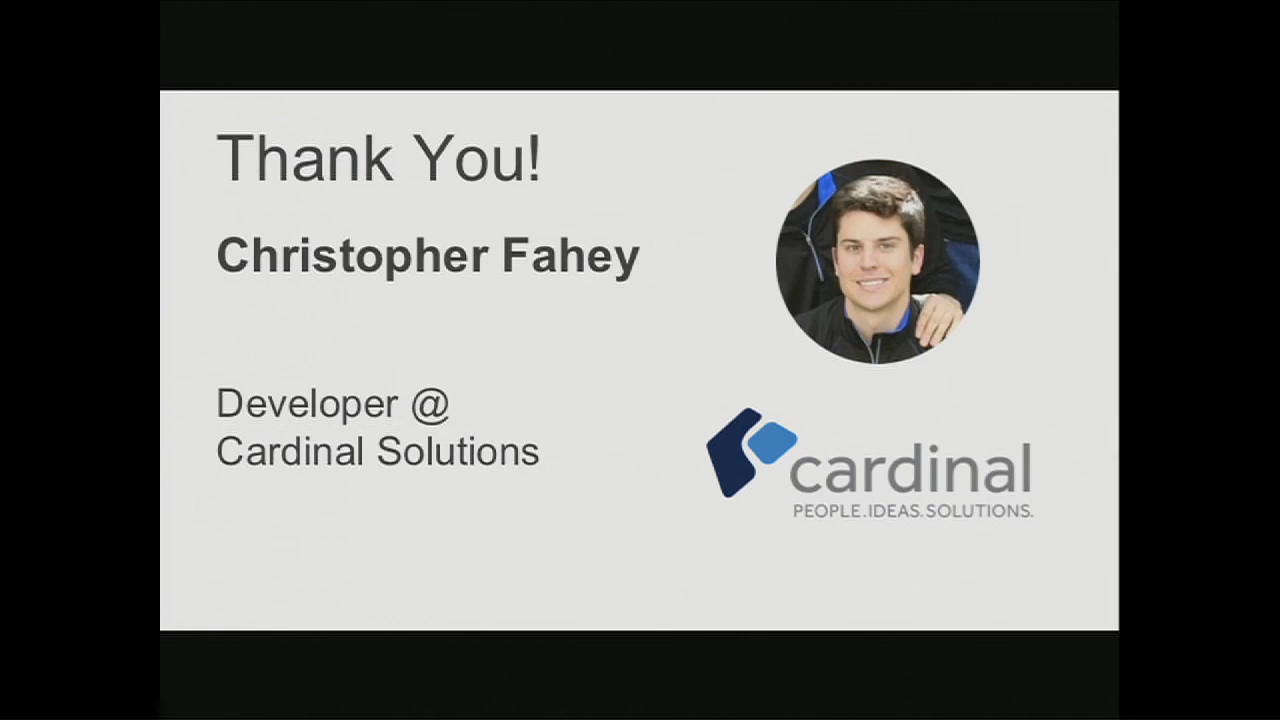 Thank You!
Christopher Fahey
Developer @
Cardinal Solutions
cardinal
PEOPLE.IDEAS.SOLUTIONS.